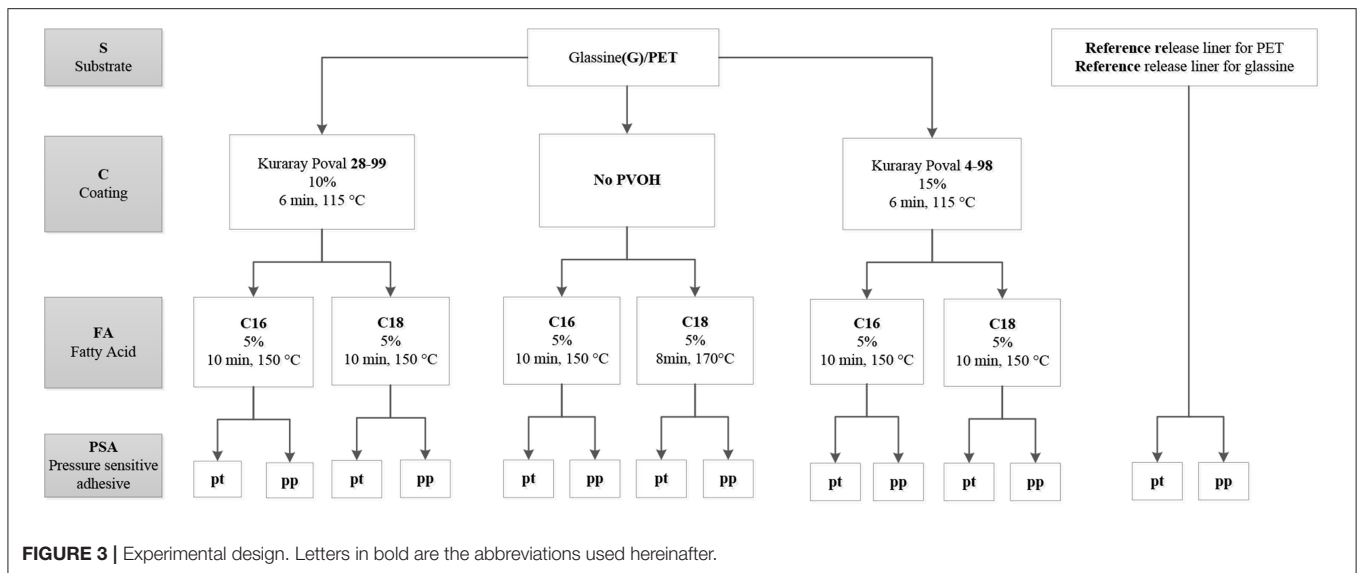 S
Substrate
Glassine(G)/PET
Reference release liner for PET
Reference release liner for glassine
C
Coating
Kuraray Poval 28-99
10%
6 min, 115 °C
No PVOH
Kuraray Poval 4-98
15%
6 min, 115 °C
FA
Fatty Acid
C16
5%
10 min, 150 °C
C18
5%
10 min, 150 °C
C16
5%
10 min, 150 °C
C18
5%
8min, 170°C
C16
5%
10 min, 150 °C
C18
5%
10 min, 150 °C
PSA
Pressure sensitive
adhesive
pt
pp
pt
pp
pt
pp
pt
pp
pt
pp
pt
pp
pt
pp
FIGURE 3 | Experimental design. Letters in bold are the abbreviations used hereinafter.